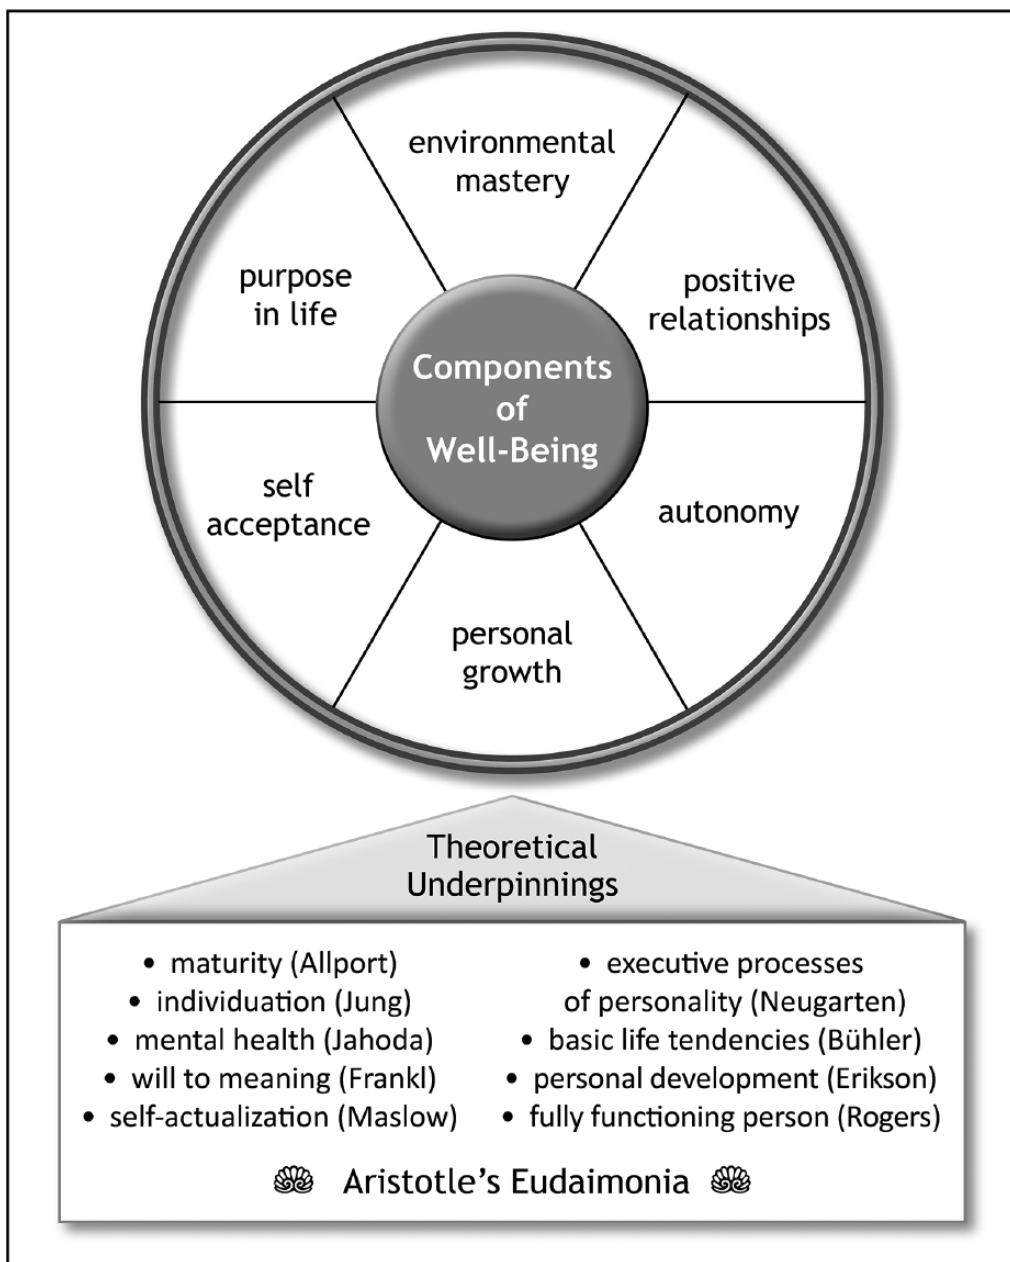 environmental
mastery
positive
relationships
autonomy
personal
growth
self
acceptance
purpose
in life
Components
of
Well-Being
Theoretical
Underpinnings
• maturity (Allport)
• individuation (Jung)
• mental health (Jahoda)
• will to meaning (Frankl)
• self-actualization (Maslow)
• executive processes
of personality (Neugarten)
• basic life tendencies (Bühler)
• personal development (Erikson)
• fully functioning person (Rogers)
Aristotle's Eudaimonia